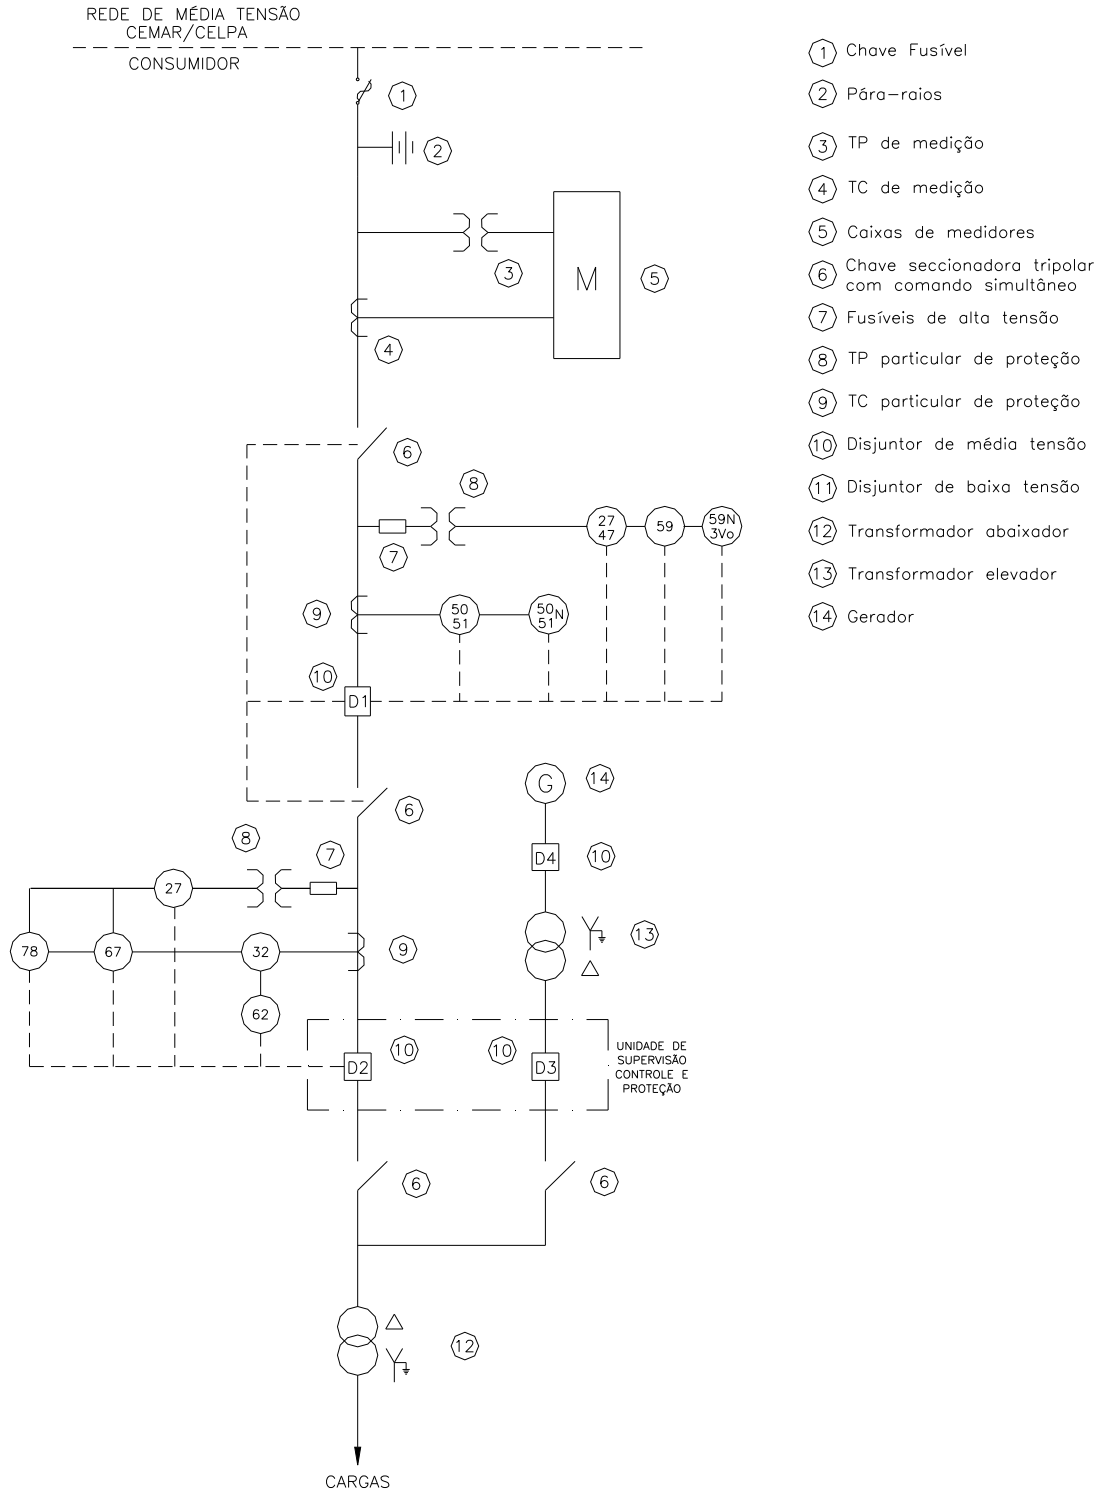 REDE DE MÉDIA TENSÃO
CEMAR/CELPA
CONSUMIDOR
1
2
3
M
5
4
6
8
7
27
47
59
59N
3Vo
9
50
51
50N
51
10
D1
6
G
14
D4
10
8
7
27
13
78
67
32
9
62
10
D2
10
D3
UNIDADE DE
SUPERVISÃO
CONTROLE E
PROTEÇÃO
6
6
12
CARGAS
1 Chave Fusível
2 Pára-raios
3 TP de medição
4 TC de medição
5 Caixas de medidores
6 Chave seccionadora tripolar
com comando simultâneo
7 Fusíveis de alta tensão
8 TP particular de proteção
9 TC particular de proteção
10 Disjuntor de média tensão
11 Disjuntor de baixa tensão
12 Transformador abaixador
13 Transformador elevador
14 Gerador